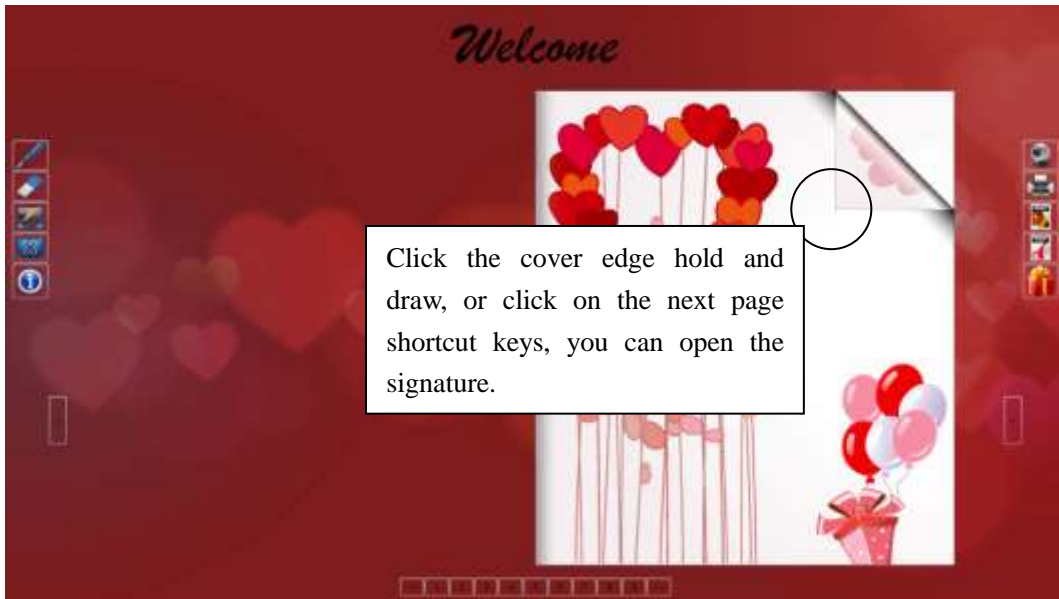 Welcome
Click the cover edge hold and
draw, or click on the next page
shortcut keys, you can open the
signature.